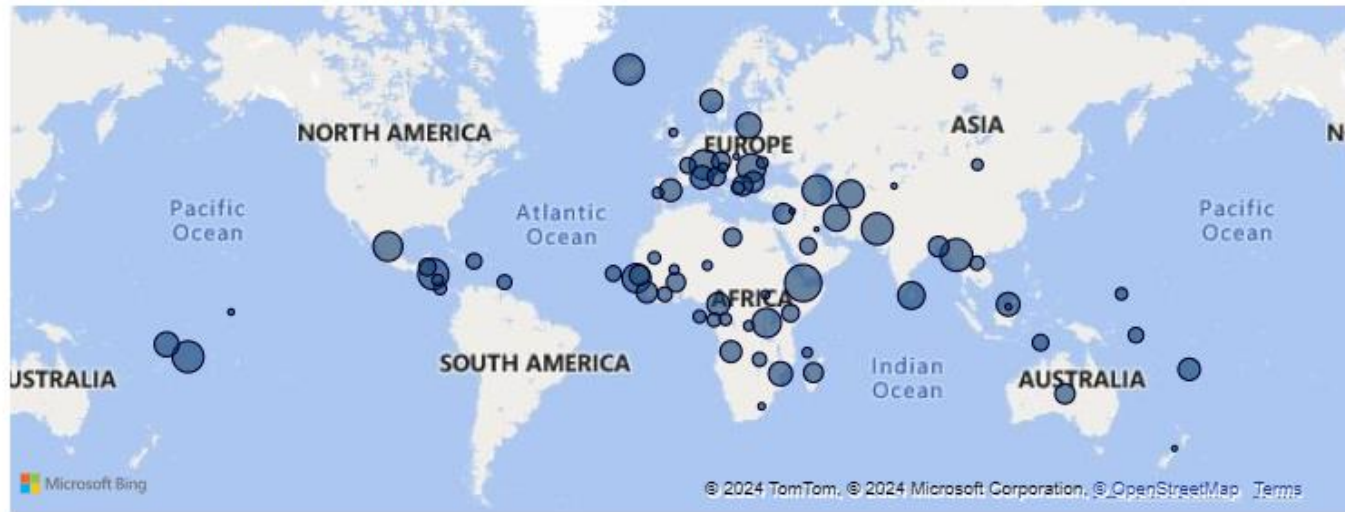 NORTH AMERICA
EUROPE
ASIA
N
Pacific
Ocean
Atlantic
Ocean
Pacific
Ocean
AFRICA
SOUTH AMERICA
Indian
Ocean
USTRALIA
AUSTRALIA
Microsoft Bing
© 2024 TomTom, © 2024 Microsoft Corporation, © OpenStreetMap Terms